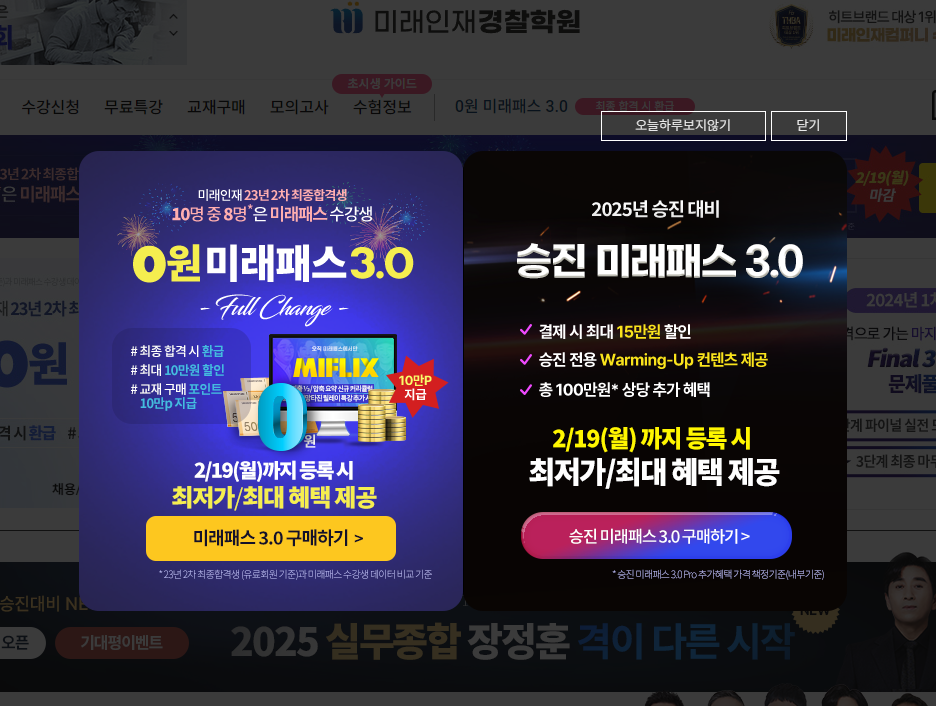 회
미래인재경찰학원
히트브랜드 대상 1위
미래인재컴퍼니
초시생 가이드
수강신청 무료특강 교재구매 모의고사 수험정보 0원 미래패스 3.0 최종 합격 시 환급
오늘하루보지않기 닫기
2/19(월)
마감
미래인재 23년 2차 최종합격생
10명 중 8명*은 미래패스 수강생
0원 미래패스 3.0
- Full Change -
# 최종 합격 시 환급
# 최대 10만원 할인
# 교재 구매 포인트
10만p 지급
MIFLIX
10만P
지급
0원
2/19(월)까지 등록 시
최저가/최대 혜택 제공
미래패스 3.0 구매하기 >
* 23년 2차 최종합격생 (유료회원 기준)과 미래패스 수강생 데이터 비교 기준
2025년 승진 대비
승진 미래패스 3.0
결제 시 최대 15만원 할인
승진 전용 Warming-Up 컨텐츠 제공
총 100만원* 상당 추가 혜택
2/19(월) 까지 등록 시
최저가/최대 혜택 제공
승진 미래패스 3.0 구매하기 >
* 승진 미래패스 3.0 Pro 추가혜택 가격 책정기준(내부기준)
23년 2차 최종합
은 미래패스
0원
시 환급 #
채용/
2024년 1차
격으로 가는 마지
Final 3
문제풀
단계 파이널 실전 모
3단계 최종 마무
승진대비 NE
오픈 기대평이벤트
2025 실무종합 장정훈 격이 다른 시작
NEW